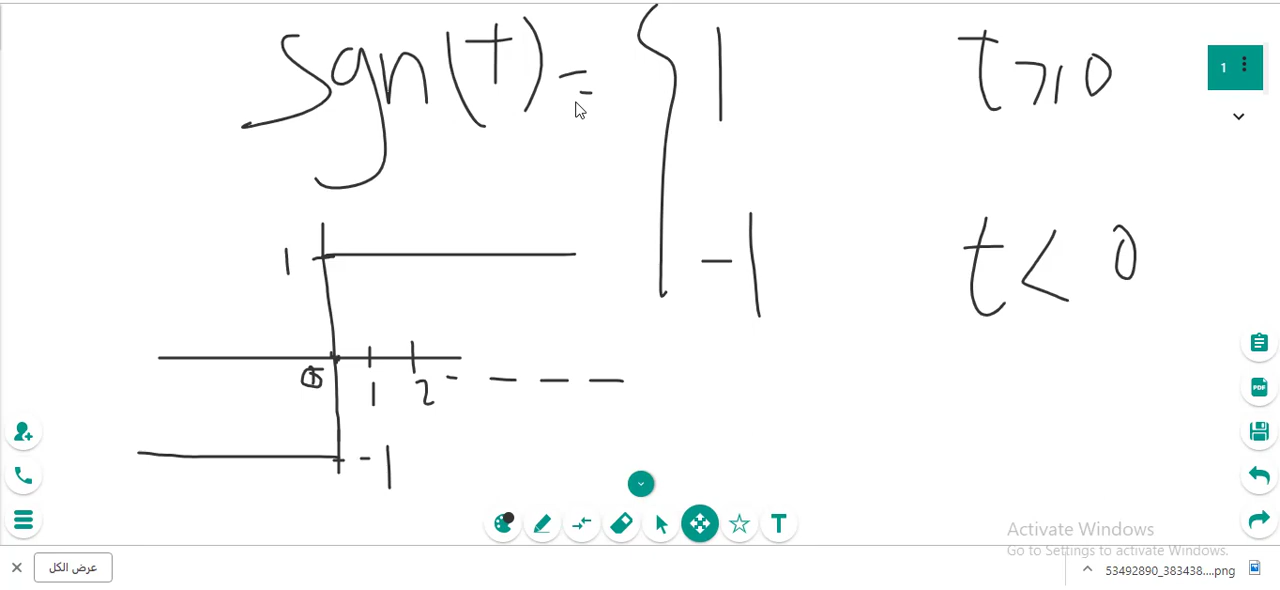 sgn(t) = { 1 t ≥ 0
1
-1 t < 0
1
0 1 2 - - - -
-1
Activate Windows
Go to Settings to activate Windows.
عرض الكل
53492890_383438....png